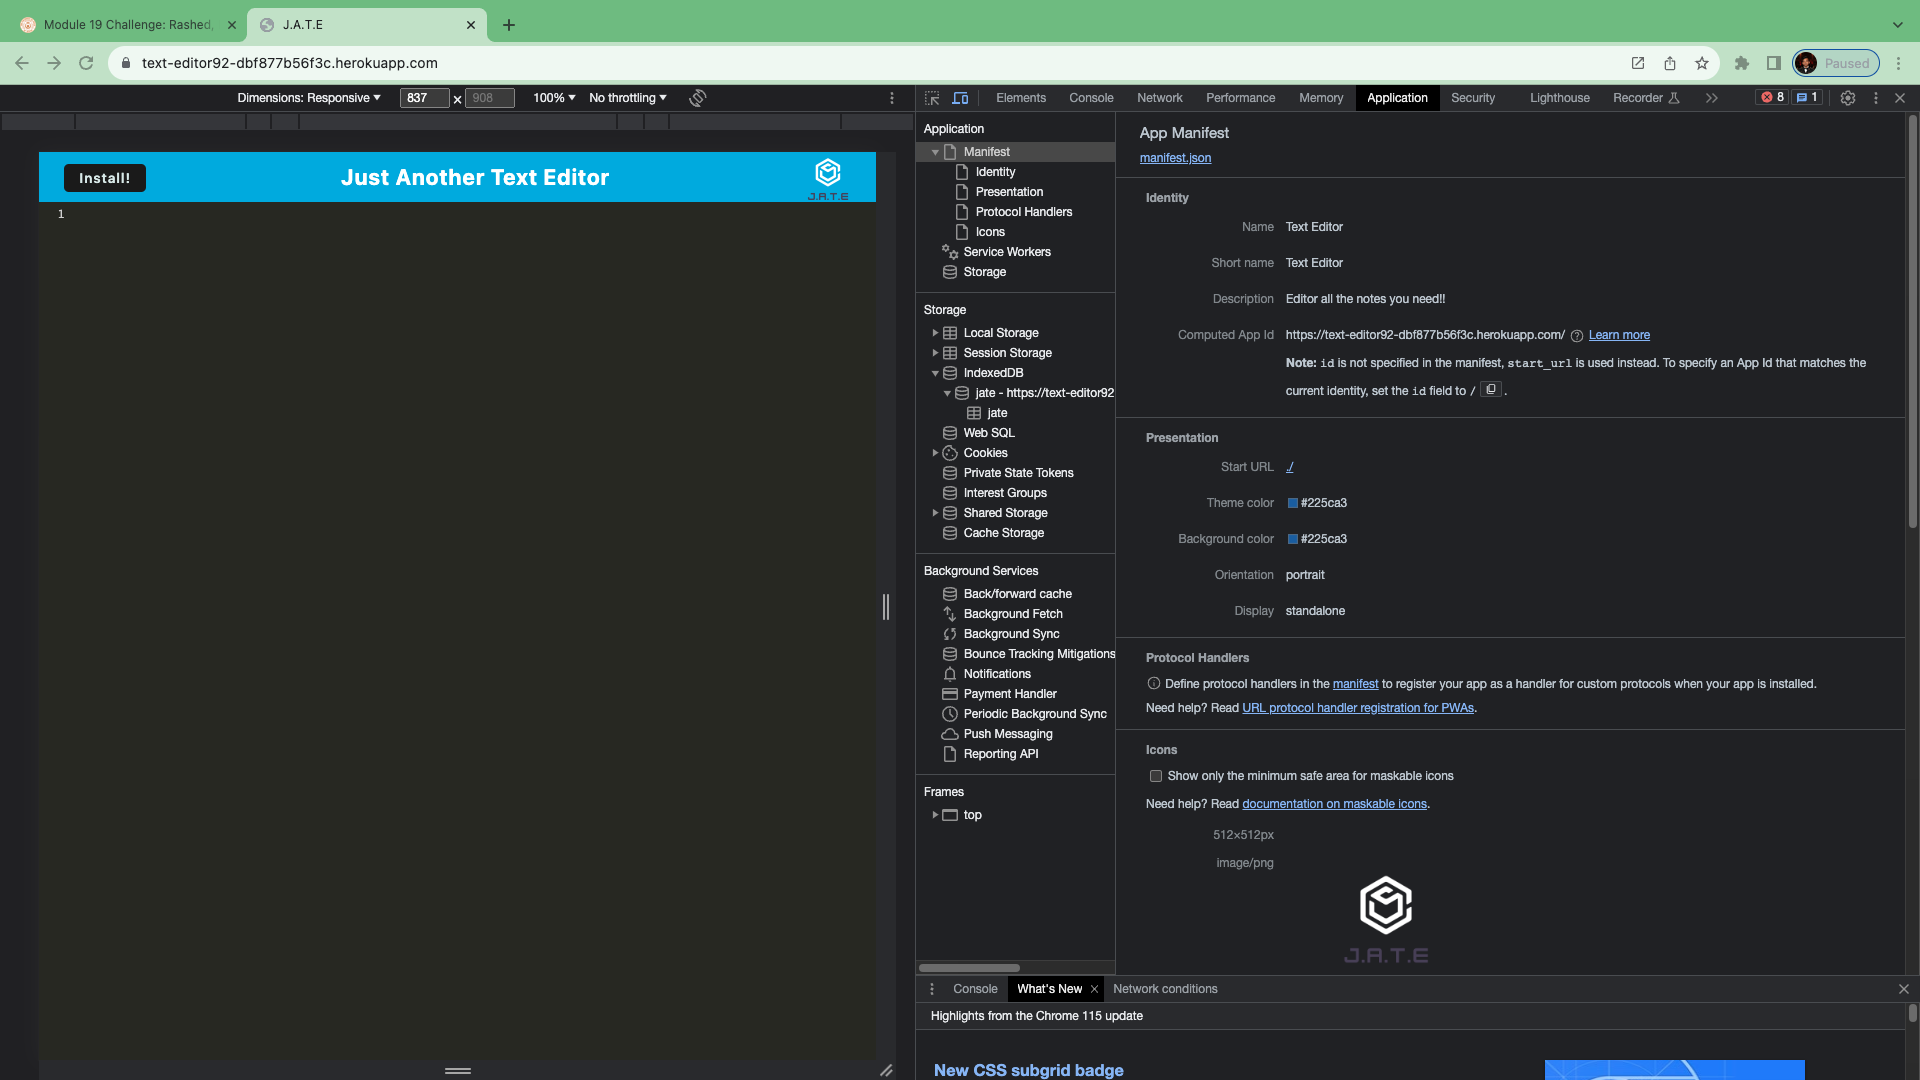 Module 19 Challenge: Rashed,
J.A.T.E
text-editor92-dbf877b56f3c.herokuapp.com
Paused
Dimensions: Responsive
837
x
908
100%
No throttling
Elements
Console
Network
Performance
Memory
Application
Security
Lighthouse
Recorder
8
1
Install!
Just Another Text Editor
J.A.T.E
1
Application
Manifest
Identity
Presentation
Protocol Handlers
Icons
Service Workers
Storage
Storage
Local Storage
Session Storage
IndexedDB
jate - https://text-editor92
jate
Web SQL
Cookies
Private State Tokens
Interest Groups
Shared Storage
Cache Storage
Background Services
Back/forward cache
Background Fetch
Background Sync
Bounce Tracking Mitigations
Notifications
Payment Handler
Periodic Background Sync
Push Messaging
Reporting API
Frames
top
App Manifest
manifest.json
Identity
Name Text Editor
Short name Text Editor
Description Editor all the notes you need!!
Computed App Id https://text-editor92-dbf877b56f3c.herokuapp.com/ Learn more
Note: id is not specified in the manifest, start_url is used instead. To specify an App Id that matches the
current identity, set the id field to / .
Presentation
Start URL ./
Theme color #225ca3
Background color #225ca3
Orientation portrait
Display standalone
Protocol Handlers
Define protocol handlers in the manifest to register your app as a handler for custom protocols when your app is installed.
Need help? Read URL protocol handler registration for PWAs.
Icons
Show only the minimum safe area for maskable icons
Need help? Read documentation on maskable icons.
512×512px
image/png
J.A.T.E
Console
What's New
Network conditions
Highlights from the Chrome 115 update
New CSS subgrid badge